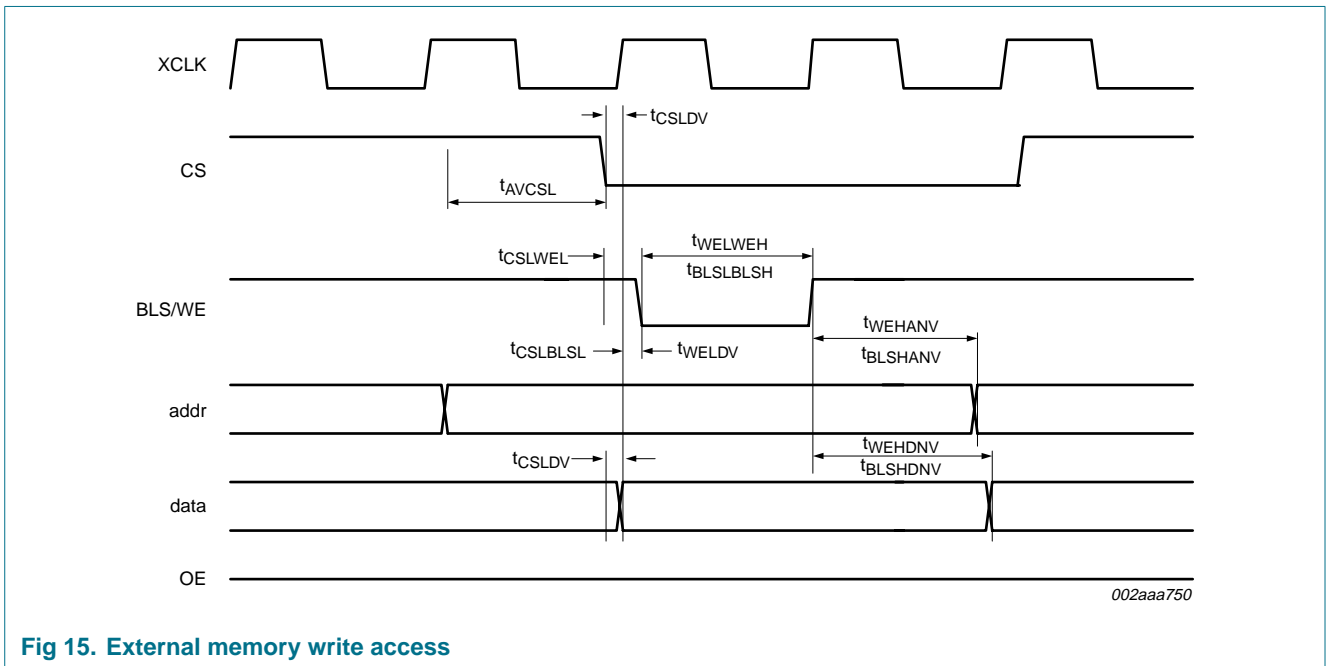 XCLK
tCSLDV
CS
tAVCSL
tCSLWEL
tWELWEH
tBLSLBLSH
BLS/WE
tWEHANV
tCSLBLSL
tWELDV
tBLSHANV
addr
tWEHDNV
tCSLDV
tBLSHDNV
data
OE
002aaa750
Fig 15. External memory write access